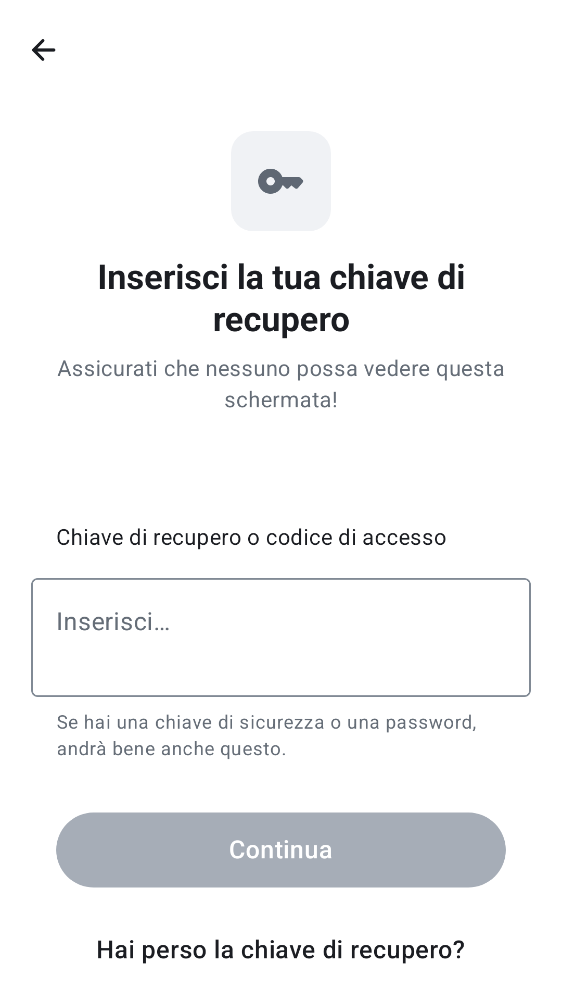 Inserisci la tua chiave di
recupero
Assicurati che nessuno possa vedere questa
schermata!
Chiave di recupero o codice di accesso
Inserisci…
Se hai una chiave di sicurezza o una password,
andrà bene anche questo.
Continua
Hai perso la chiave di recupero?